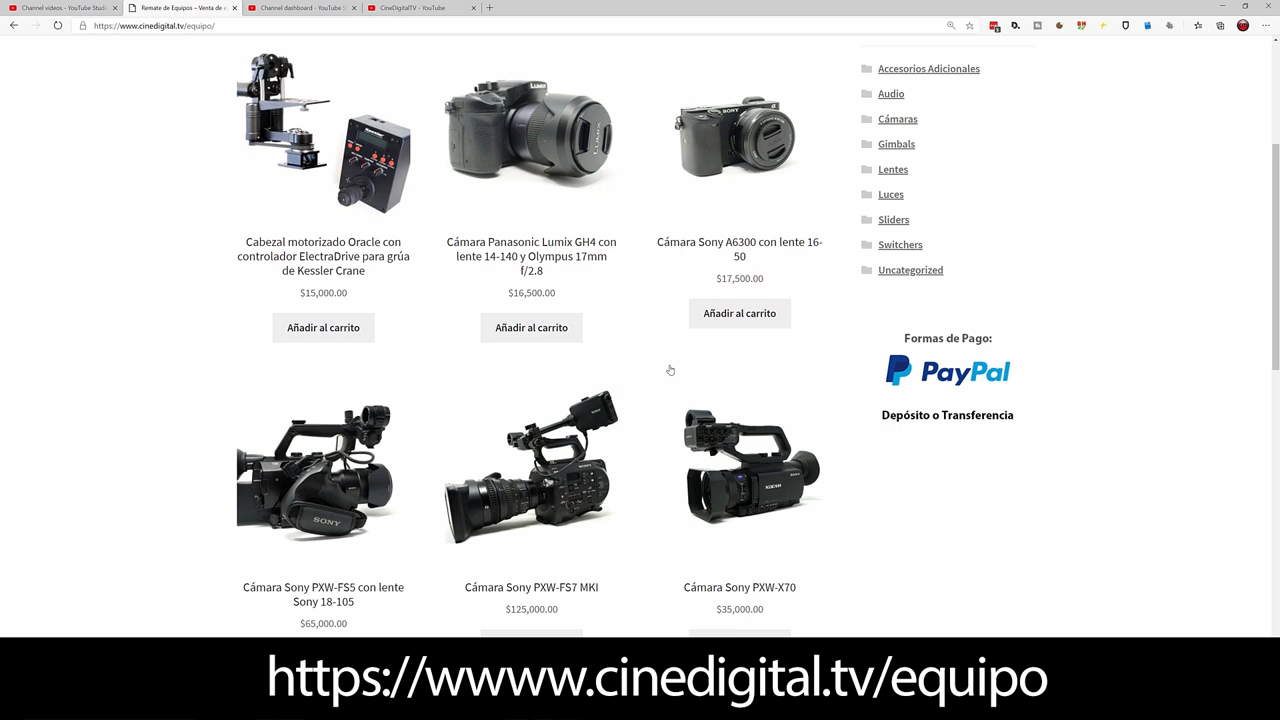 Channel videos - YouTube Studi
Remate de Equipos – Venta de e
Channel dashboard - YouTube S
CineDigitalTV - YouTube
https://www.cinedigital.tv/equipo/
Cabezal motorizado Oracle con
controlador ElectraDrive para grúa
de Kessler Crane
$15,000.00
Añadir al carrito
LUMIX
Cámara Panasonic Lumix GH4 con
lente 14-140 y Olympus 17mm
f/2.8
$16,500.00
Añadir al carrito
SONY
Cámara Sony A6300 con lente 16-
50
$17,500.00
Añadir al carrito
SONY
Cámara Sony PXW-FS5 con lente
Sony 18-105
$65,000.00
SONY
Cámara Sony PXW-FS7 MKI
$125,000.00
XDCAM
Cámara Sony PXW-X70
$35,000.00
Accesorios Adicionales
Audio
Cámaras
Gimbals
Lentes
Luces
Sliders
Switchers
Uncategorized
Formas de Pago:
PayPal
Depósito o Transferencia
https://wwww.cinedigital.tv/equipo